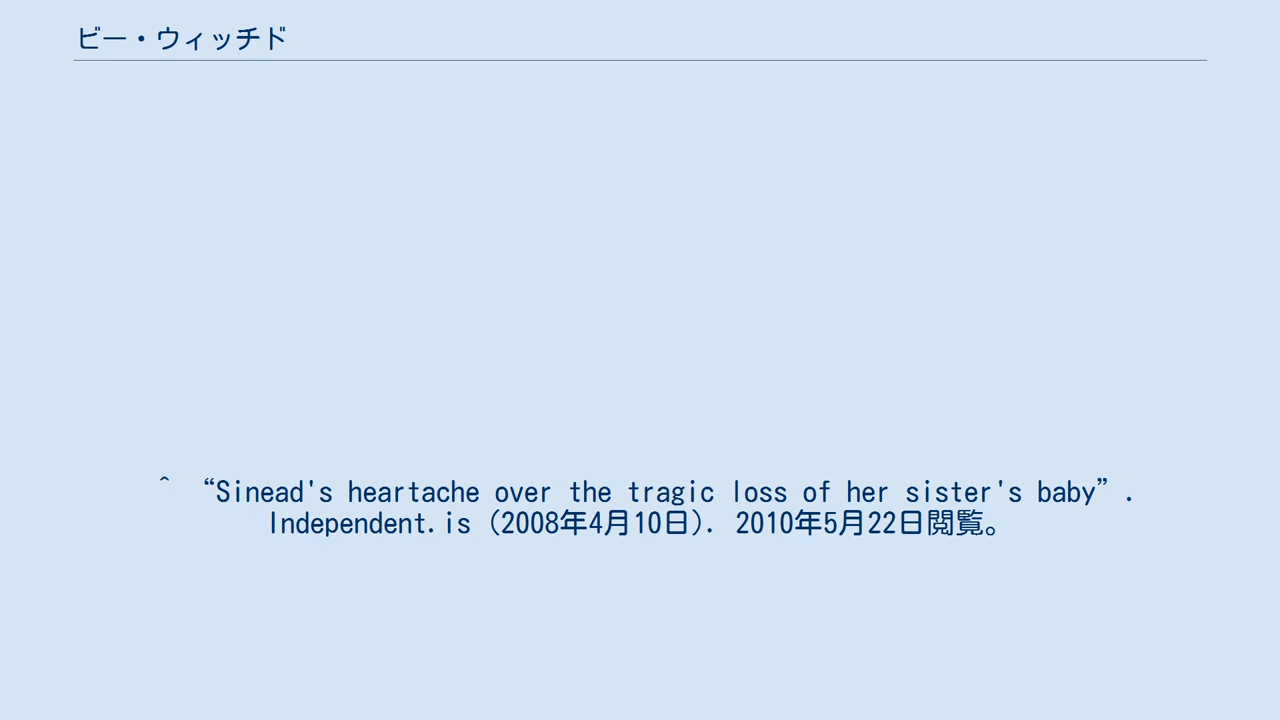 ビー・ウィッチド
^ “Sinead's heartache over the tragic loss of her sister's baby”.
Independent.is (2008年4月10日). 2010年5月22日閲覧。